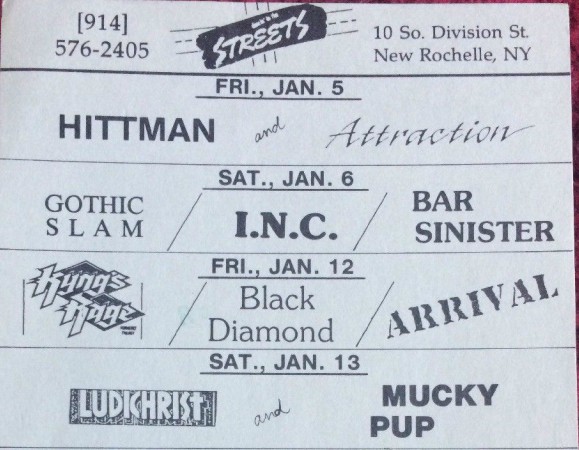 [914]
576-2405
STREETS
10 So. Division St.
New Rochelle, NY
FRI., JAN. 5
HITTMAN and Attraction
SAT., JAN. 6
GOTHIC
SLAM
I.N.C.
BAR
SINISTER
FRI., JAN. 12
Kÿng's
Rage
Black
Diamond
ARRIVAL
SAT., JAN. 13
LUDICHRIST and MUCKY
PUP